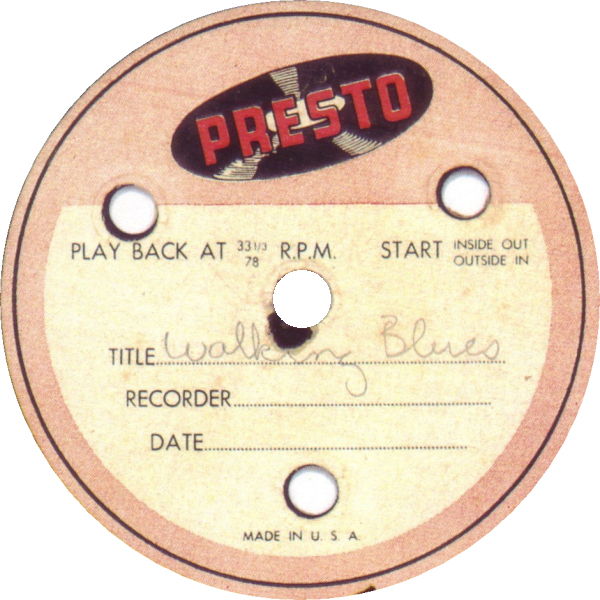 PRESTO
PLAY BACK AT 33 1/3 78 R.P.M. START INSIDE OUT OUTSIDE IN
TITLE Walking Blues
RECORDER
DATE
MADE IN U. S. A.